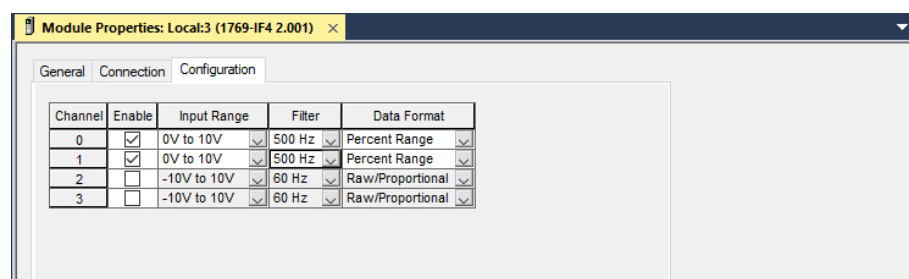 Module Properties: Local:3 (1769-IF4 2.001) ×
General Connection Configuration
Channel Enable Input Range Filter Data Format
0 0V to 10V 500 Hz Percent Range
1 0V to 10V 500 Hz Percent Range
2 -10V to 10V 60 Hz Raw/Proportional
3 -10V to 10V 60 Hz Raw/Proportional